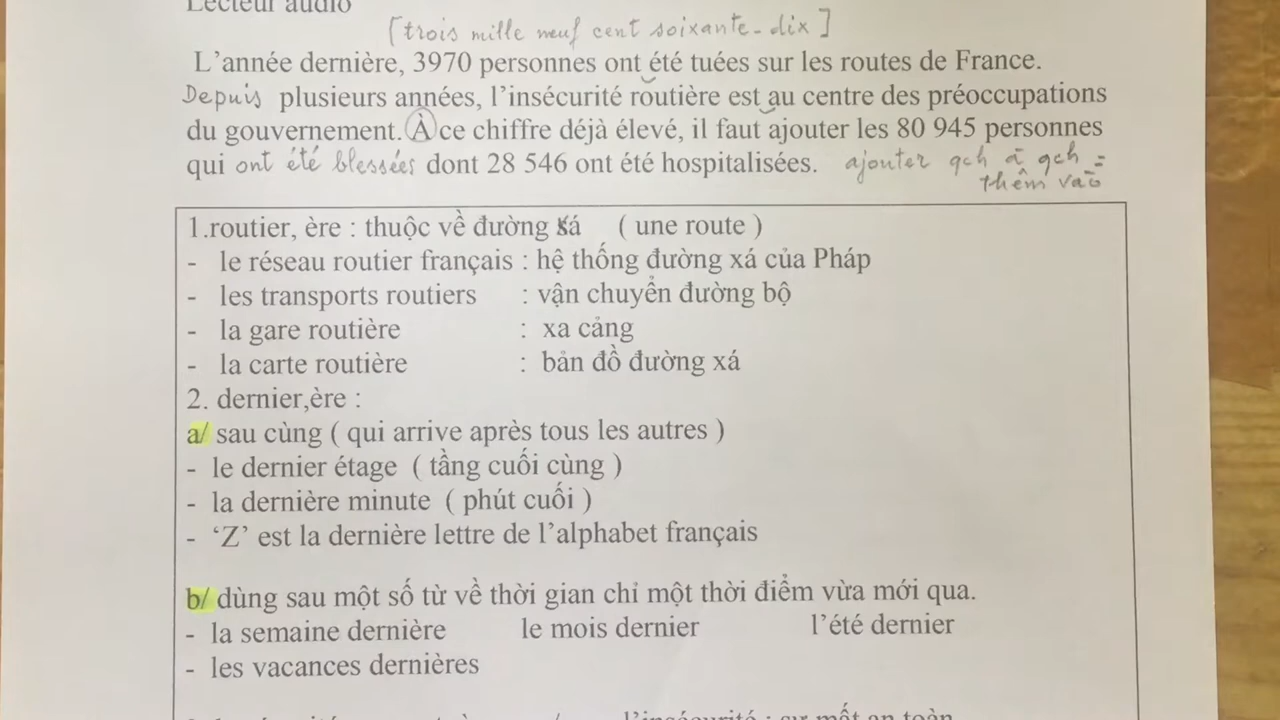 Lecteur audio
[trois mille neuf cent soixante-dix]
L’année dernière, 3970 personnes ont été tuées sur les routes de France.
Depuis plusieurs années, l’insécurité routière est au centre des préoccupations
du gouvernement. À ce chiffre déjà élevé, il faut ajouter les 80 945 personnes
qui ont été blessées dont 28 546 ont été hospitalisées. ajouter qch à qch =
thêm vào
1.routier, ère : thuộc về đường xá ( une route )
- le réseau routier français : hệ thống đường xá của Pháp
- les transports routiers : vận chuyển đường bộ
- la gare routière : xa cảng
- la carte routière : bản đồ đường xá
2. dernier,ère :
a/ sau cùng ( qui arrive après tous les autres )
- le dernier étage ( tầng cuối cùng )
- la dernière minute ( phút cuối )
- ‘Z’ est la dernière lettre de l’alphabet français
b/ dùng sau một số từ về thời gian chỉ một thời điểm vừa mới qua.
- la semaine dernière le mois dernier l’été dernier
- les vacances dernières
l’insécurité : sự mất an toàn